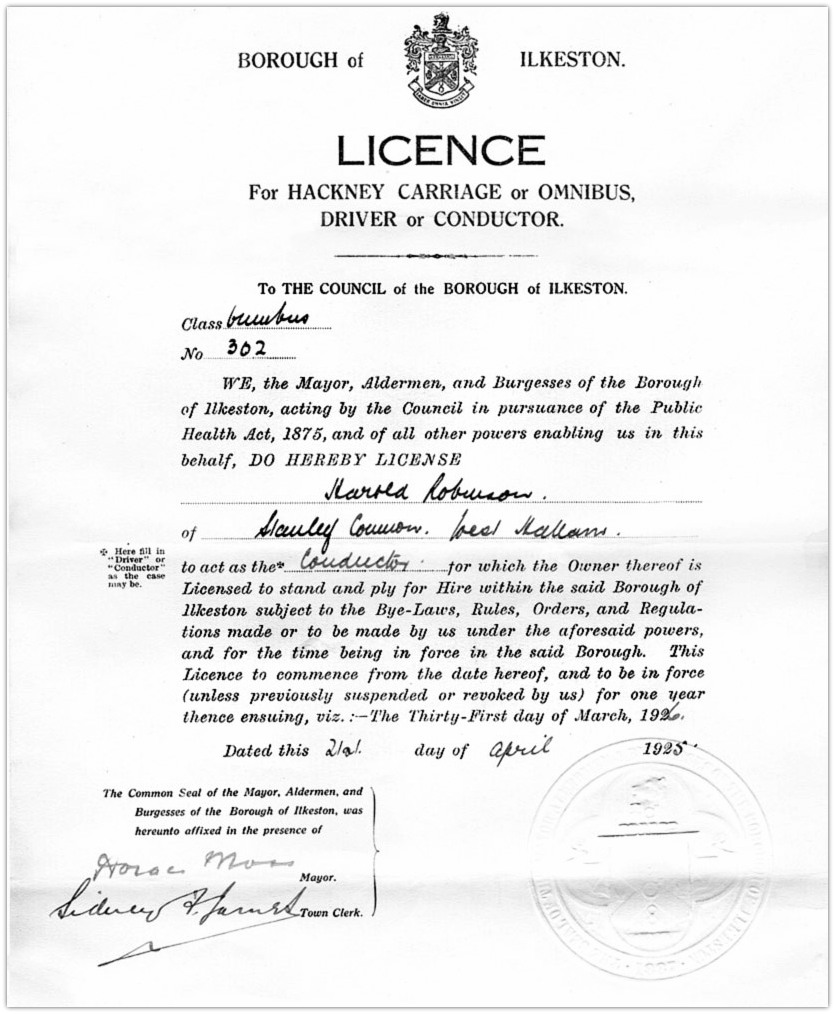 BOROUGH of ILKESTON.
LABOR OMNIA VINCIT
LICENCE
For HACKNEY CARRIAGE or OMNIBUS,
DRIVER or CONDUCTOR.
To THE COUNCIL of the BOROUGH of ILKESTON.
Class omnibus
No 302
WE, the Mayor, Aldermen, and Burgesses of the Borough
of Ilkeston, acting by the Council in pursuance of the Public
Health Act, 1875, and of all other powers enabling us in this
behalf, DO HEREBY LICENSE
Harold Robinson.
of Stanley Common. West Hallam.
✠ Here fill in
"Driver" or
"Conductor"
as the case
may be.
to act as the* Conductor. for which the Owner thereof is
Licensed to stand and ply for Hire within the said Borough of
Ilkeston subject to the Bye-Laws, Rules, Orders, and Regula-
tions made or to be made by us under the aforesaid powers,
and for the time being in force in the said Borough. This
Licence to commence from the date hereof, and to be in force
(unless previously suspended or revoked by us) for one year
thence ensuing, viz.:—The Thirty-First day of March, 1926.
Dated this 21st. day of April 1925.
The Common Seal of the Mayor, Aldermen, and
Burgesses of the Borough of Ilkeston, was
hereunto affixed in the presence of
Horace Moss
Mayor.
Sidney F. James Town Clerk.